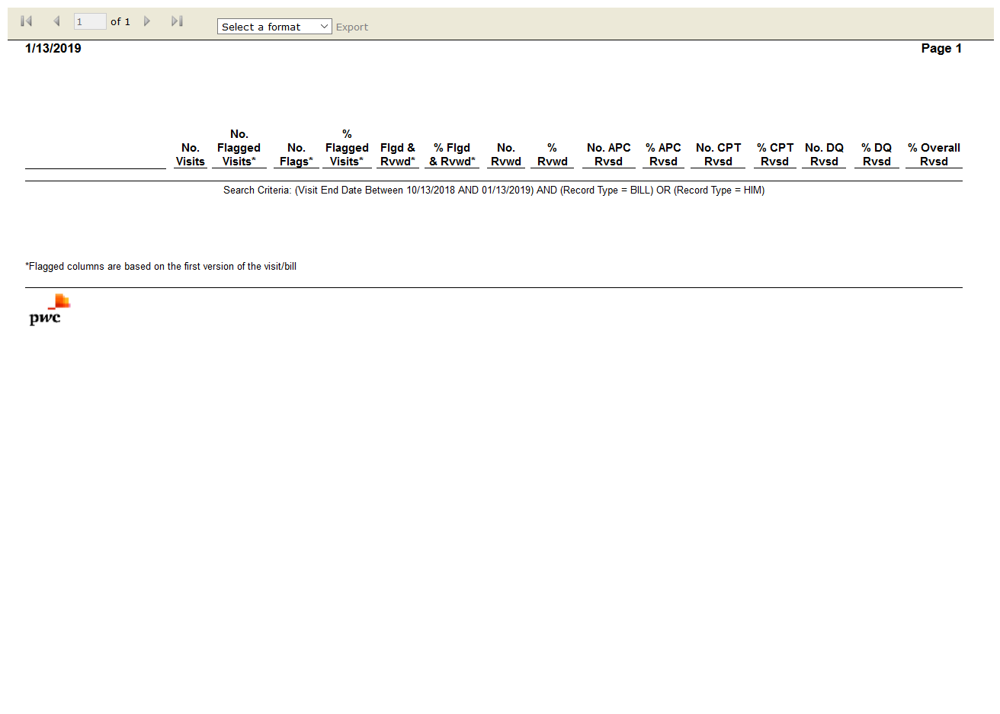 1 of 1 Select a format Export
1/13/2019 Page 1
No. Visits
No. Flagged Visits*
No. Flags*
% Flagged Visits*
Flgd & Rvwd*
% Flgd & Rvwd*
No. Rvwd
% Rvwd
No. APC Rvsd
% APC Rvsd
No. CPT Rvsd
% CPT Rvsd
No. DQ Rvsd
% DQ Rvsd
% Overall Rvsd
Search Criteria: (Visit End Date Between 10/13/2018 AND 01/13/2019) AND (Record Type = BILL) OR (Record Type = HIM)
*Flagged columns are based on the first version of the visit/bill
pwc